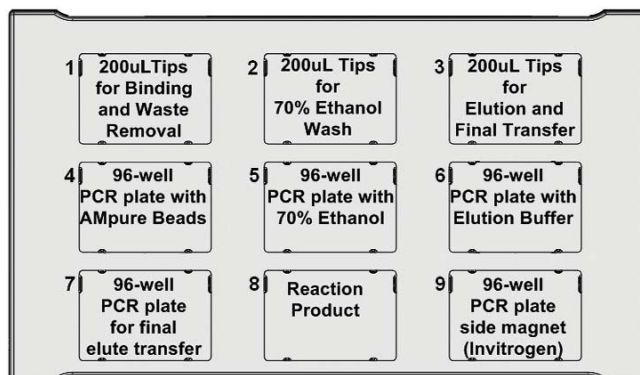 1 200uLTips
for Binding
and Waste
Removal
2 200uL Tips
for
70% Ethanol
Wash
3 200uL Tips
for
Elution and
Final Transfer
4 96-well
PCR plate with
AMpure Beads
5 96-well
PCR plate with
70% Ethanol
6 96-well
PCR plate with
Elution Buffer
7 96-well
PCR plate
for final
elute transfer
8 Reaction
Product
9 96-well
PCR plate
side magnet
(Invitrogen)